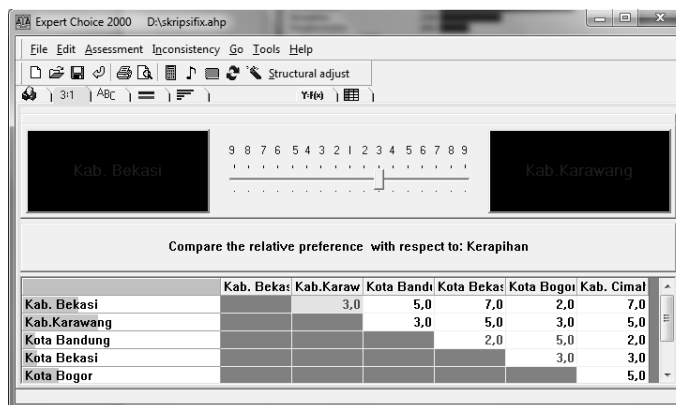 Expert Choice 2000 D:\skripsifix.ahp
File Edit Assessment Inconsistency Go Tools Help
Structural adjust
3:1 ABC Y:F(x)
9 8 7 6 5 4 3 2 1 2 3 4 5 6 7 8 9
Kab. Bekasi Kab.Karawang
Compare the relative preference with respect to: Kerapihan
Kab. Bekas Kab.Karaw Kota Bandu Kota Bekas Kota Bogor Kab. Cimah
Kab. Bekasi 3,0 5,0 7,0 2,0 7,0
Kab.Karawang 3,0 5,0 3,0 5,0
Kota Bandung 2,0 5,0 2,0
Kota Bekasi 3,0 3,0
Kota Bogor 5,0